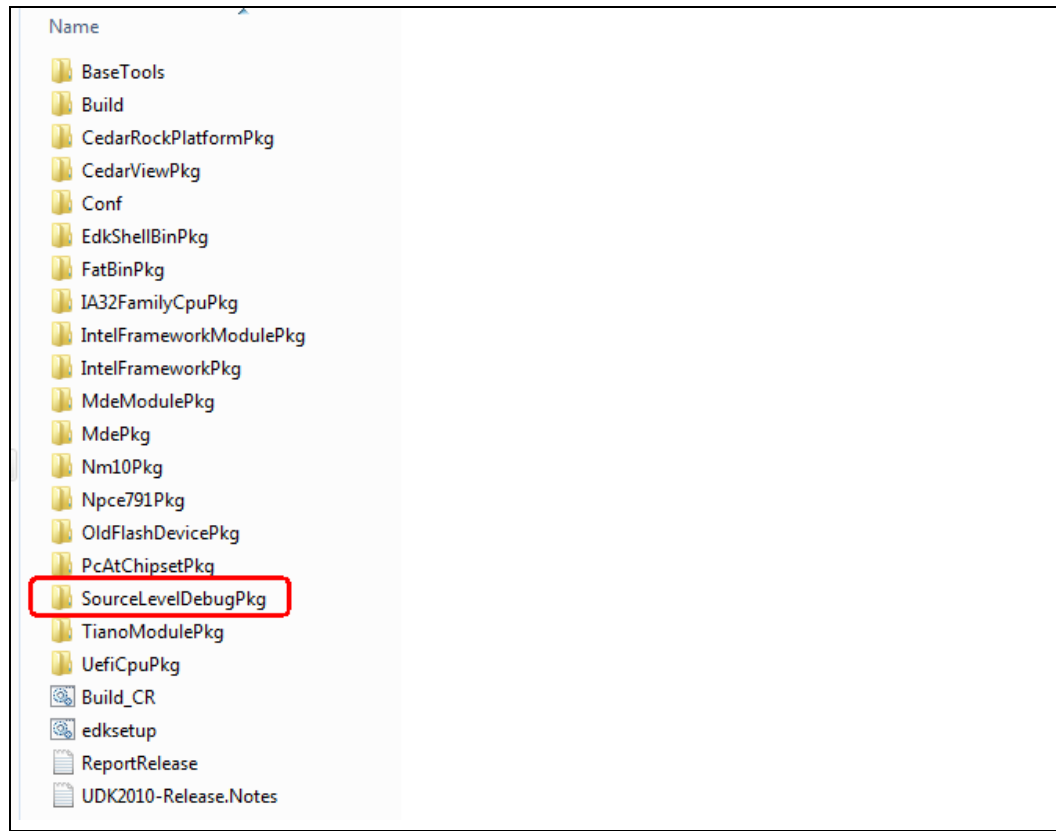 Name
BaseTools
Build
CedarRockPlatformPkg
CedarViewPkg
Conf
EdkShellBinPkg
FatBinPkg
IA32FamilyCpuPkg
IntelFrameworkModulePkg
IntelFrameworkPkg
MdeModulePkg
MdePkg
Nm10Pkg
Npce791Pkg
OldFlashDevicePkg
PcAtChipsetPkg
SourceLevelDebugPkg
TianoModulePkg
UefiCpuPkg
Build_CR
edksetup
ReportRelease
UDK2010-Release.Notes